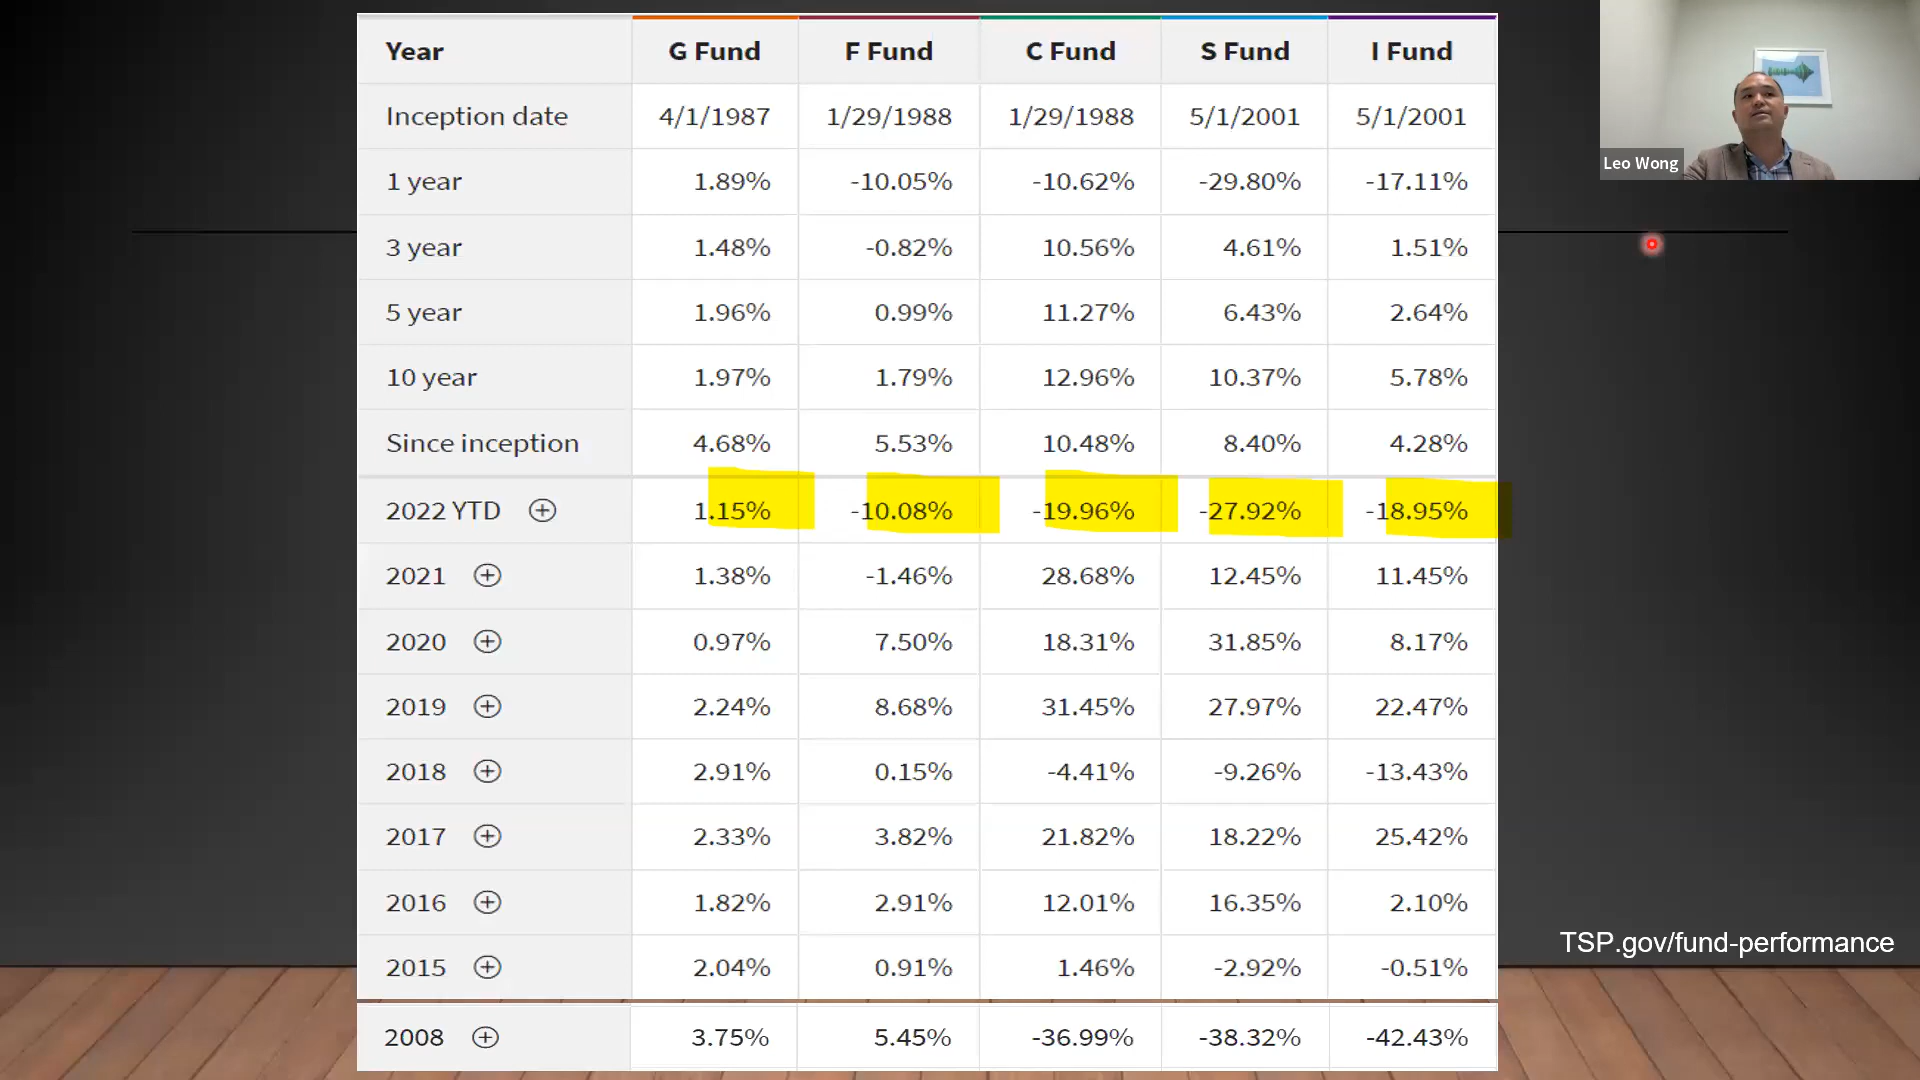 Year G Fund F Fund C Fund S Fund I Fund
Inception date 4/1/1987 1/29/1988 1/29/1988 5/1/2001 5/1/2001
1 year 1.89% -10.05% -10.62% -29.80% -17.11%
3 year 1.48% -0.82% 10.56% 4.61% 1.51%
5 year 1.96% 0.99% 11.27% 6.43% 2.64%
10 year 1.97% 1.79% 12.96% 10.37% 5.78%
Since inception 4.68% 5.53% 10.48% 8.40% 4.28%
2022 YTD 1.15% -10.08% -19.96% -27.92% -18.95%
2021 1.38% -1.46% 28.68% 12.45% 11.45%
2020 0.97% 7.50% 18.31% 31.85% 8.17%
2019 2.24% 8.68% 31.45% 27.97% 22.47%
2018 2.91% 0.15% -4.41% -9.26% -13.43%
2017 2.33% 3.82% 21.82% 18.22% 25.42%
2016 1.82% 2.91% 12.01% 16.35% 2.10%
2015 2.04% 0.91% 1.46% -2.92% -0.51%
2008 3.75% 5.45% -36.99% -38.32% -42.43%
Leo Wong
TSP.gov/fund-performance